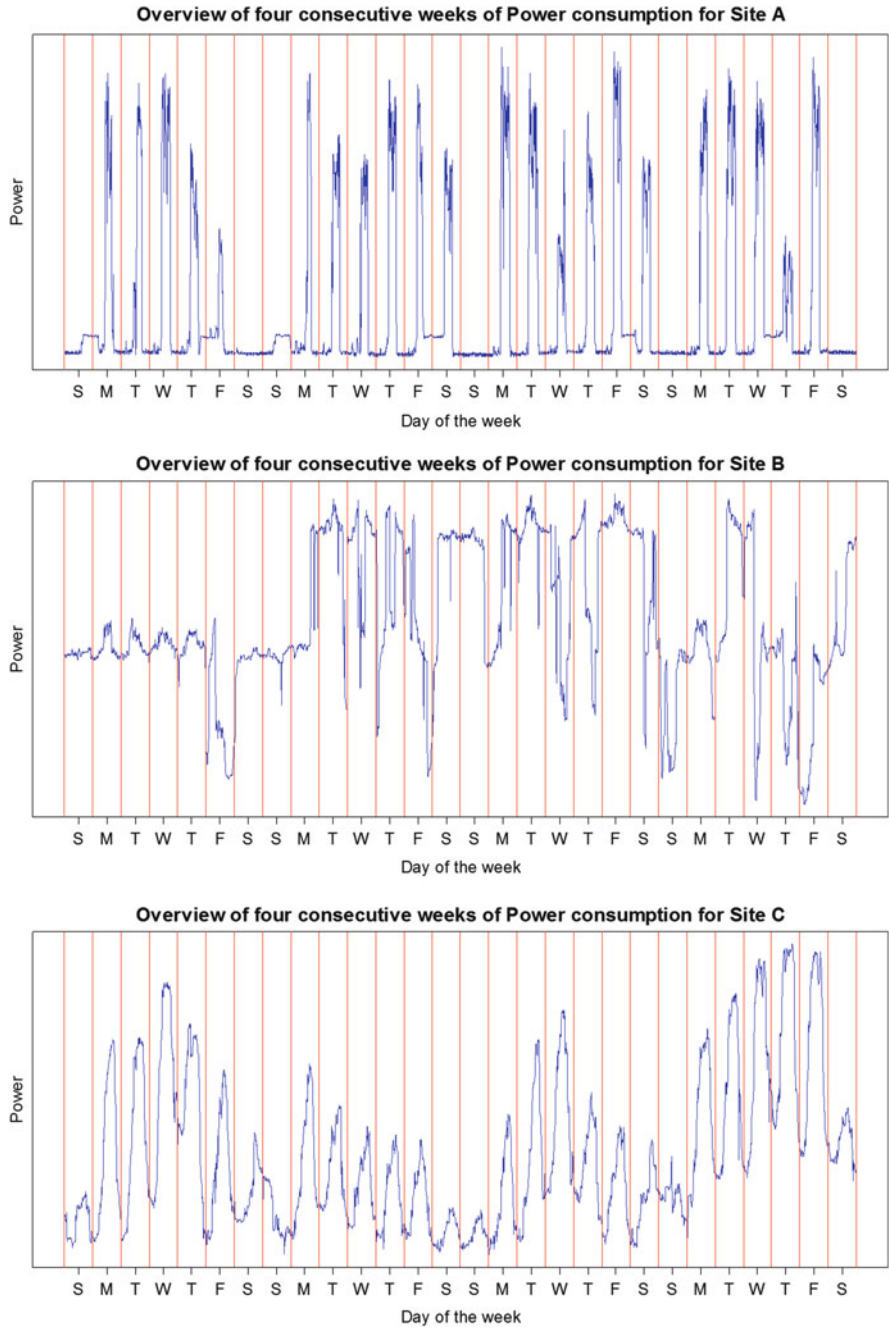 Overview of four consecutive weeks of Power consumption for Site A
Power
S M T W T F S S M T W T F S S M T W T F S S M T W T F S
Day of the week
Overview of four consecutive weeks of Power consumption for Site B
Power
S M T W T F S S M T W T F S S M T W T F S S M T W T F S
Day of the week
Overview of four consecutive weeks of Power consumption for Site C
Power
S M T W T F S S M T W T F S S M T W T F S S M T W T F S
Day of the week